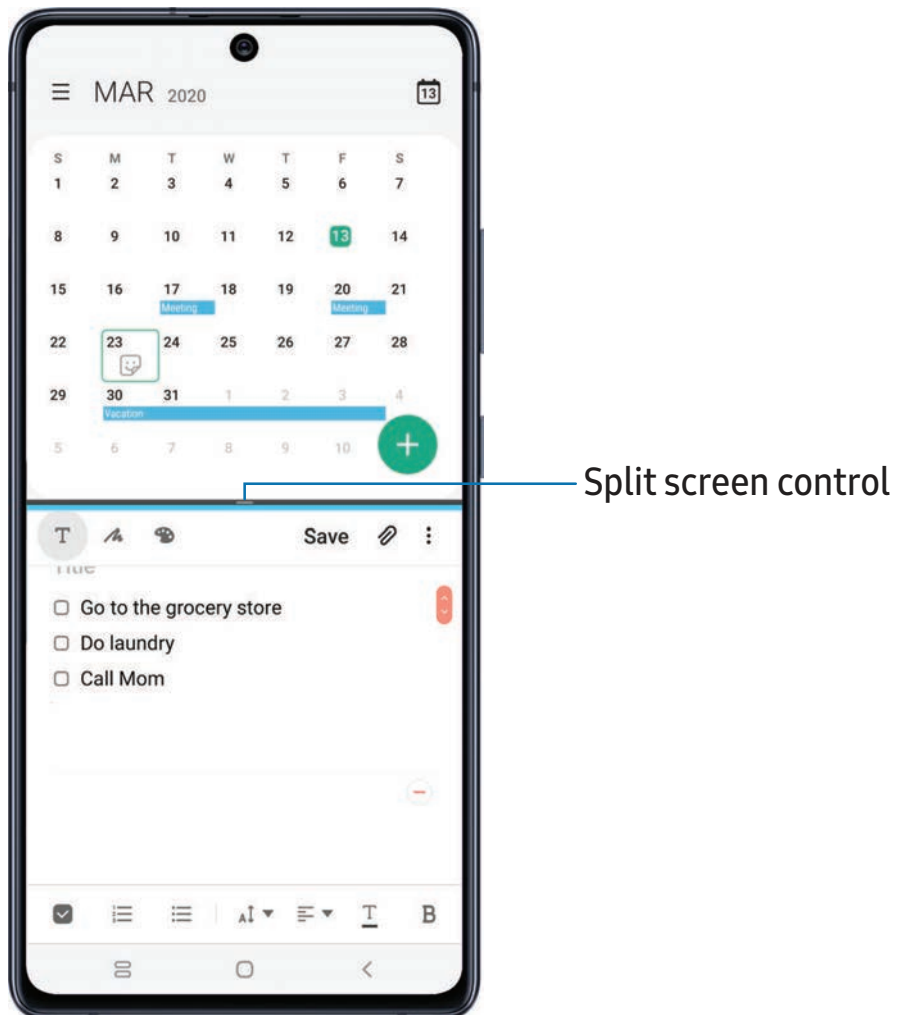 MAR 2020 13
S M T W T F S
1 2 3 4 5 6 7
8 9 10 11 12 13 14
15 16 17 18 19 20 21
Meeting Meeting
22 23 24 25 26 27 28
29 30 31 1 2 3 4
Vacation
5 6 7 8 9 10
Split screen control
T Save
Title
Go to the grocery store
Do laundry
Call Mom
A T B